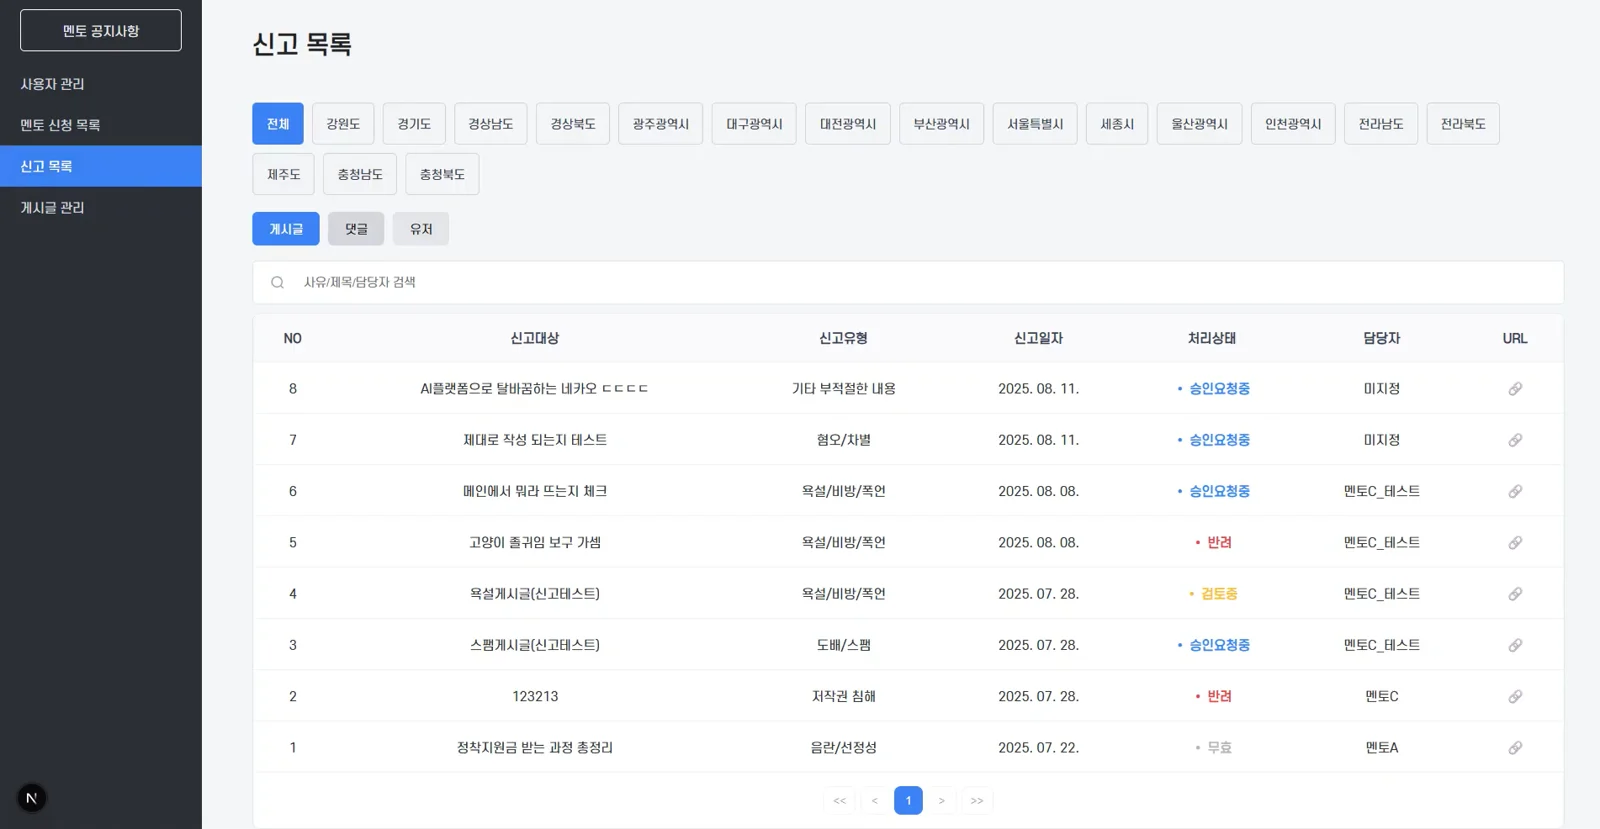 멘토 공지사항
사용자 관리
멘토 신청 목록
신고 목록
게시글 관리
N
신고 목록
전체 강원도 경기도 경상남도 경상북도 광주광역시 대구광역시 대전광역시 부산광역시 서울특별시 세종시 울산광역시 인천광역시 전라남도 전라북도
제주도 충청남도 충청북도
게시글 댓글 유저
사유/제목/담당자 검색
NO 신고대상 신고유형 신고일자 처리상태 담당자 URL
8 AI플랫폼으로 탈바꿈하는 네카오 ㄷㄷㄷㄷ 기타 부적절한 내용 2025. 08. 11. • 승인요청중 미지정
7 제대로 작성 되는지 테스트 혐오/차별 2025. 08. 11. • 승인요청중 미지정
6 메인에서 뭐라 뜨는지 체크 욕설/비방/폭언 2025. 08. 08. • 승인요청중 멘토C_테스트
5 고양이 졸귀임 보구 가셈 욕설/비방/폭언 2025. 08. 08. • 반려 멘토C_테스트
4 욕설게시글(신고테스트) 욕설/비방/폭언 2025. 07. 28. • 검토중 멘토C_테스트
3 스팸게시글(신고테스트) 도배/스팸 2025. 07. 28. • 승인요청중 멘토C_테스트
2 123213 저작권 침해 2025. 07. 28. • 반려 멘토C
1 정착지원금 받는 과정 총정리 음란/선정성 2025. 07. 22. • 무효 멘토A
<< < 1 > >>